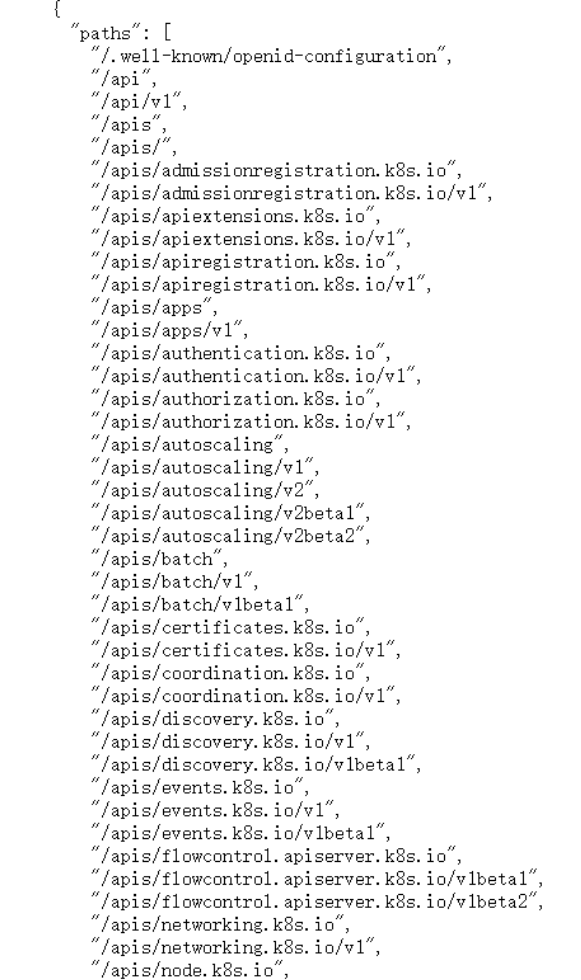 {
"paths": [
"/.well-known/openid-configuration",
"/api",
"/api/v1",
"/apis",
"/apis/",
"/apis/admissionregistration.k8s.io",
"/apis/admissionregistration.k8s.io/v1",
"/apis/apiextensions.k8s.io",
"/apis/apiextensions.k8s.io/v1",
"/apis/apiregistration.k8s.io",
"/apis/apiregistration.k8s.io/v1",
"/apis/apps",
"/apis/apps/v1",
"/apis/authentication.k8s.io",
"/apis/authentication.k8s.io/v1",
"/apis/authorization.k8s.io",
"/apis/authorization.k8s.io/v1",
"/apis/autoscaling",
"/apis/autoscaling/v1",
"/apis/autoscaling/v2",
"/apis/autoscaling/v2beta1",
"/apis/autoscaling/v2beta2",
"/apis/batch",
"/apis/batch/v1",
"/apis/batch/v1beta1",
"/apis/certificates.k8s.io",
"/apis/certificates.k8s.io/v1",
"/apis/coordination.k8s.io",
"/apis/coordination.k8s.io/v1",
"/apis/discovery.k8s.io",
"/apis/discovery.k8s.io/v1",
"/apis/discovery.k8s.io/v1beta1",
"/apis/events.k8s.io",
"/apis/events.k8s.io/v1",
"/apis/events.k8s.io/v1beta1",
"/apis/flowcontrol.apiserver.k8s.io",
"/apis/flowcontrol.apiserver.k8s.io/v1beta1",
"/apis/flowcontrol.apiserver.k8s.io/v1beta2",
"/apis/networking.k8s.io",
"/apis/networking.k8s.io/v1",
"/apis/node.k8s.io",